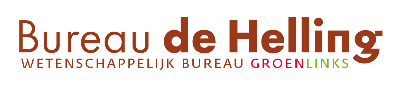 Bureau de Helling
WETENSCHAPPELIJK BUREAU GROENLINKS